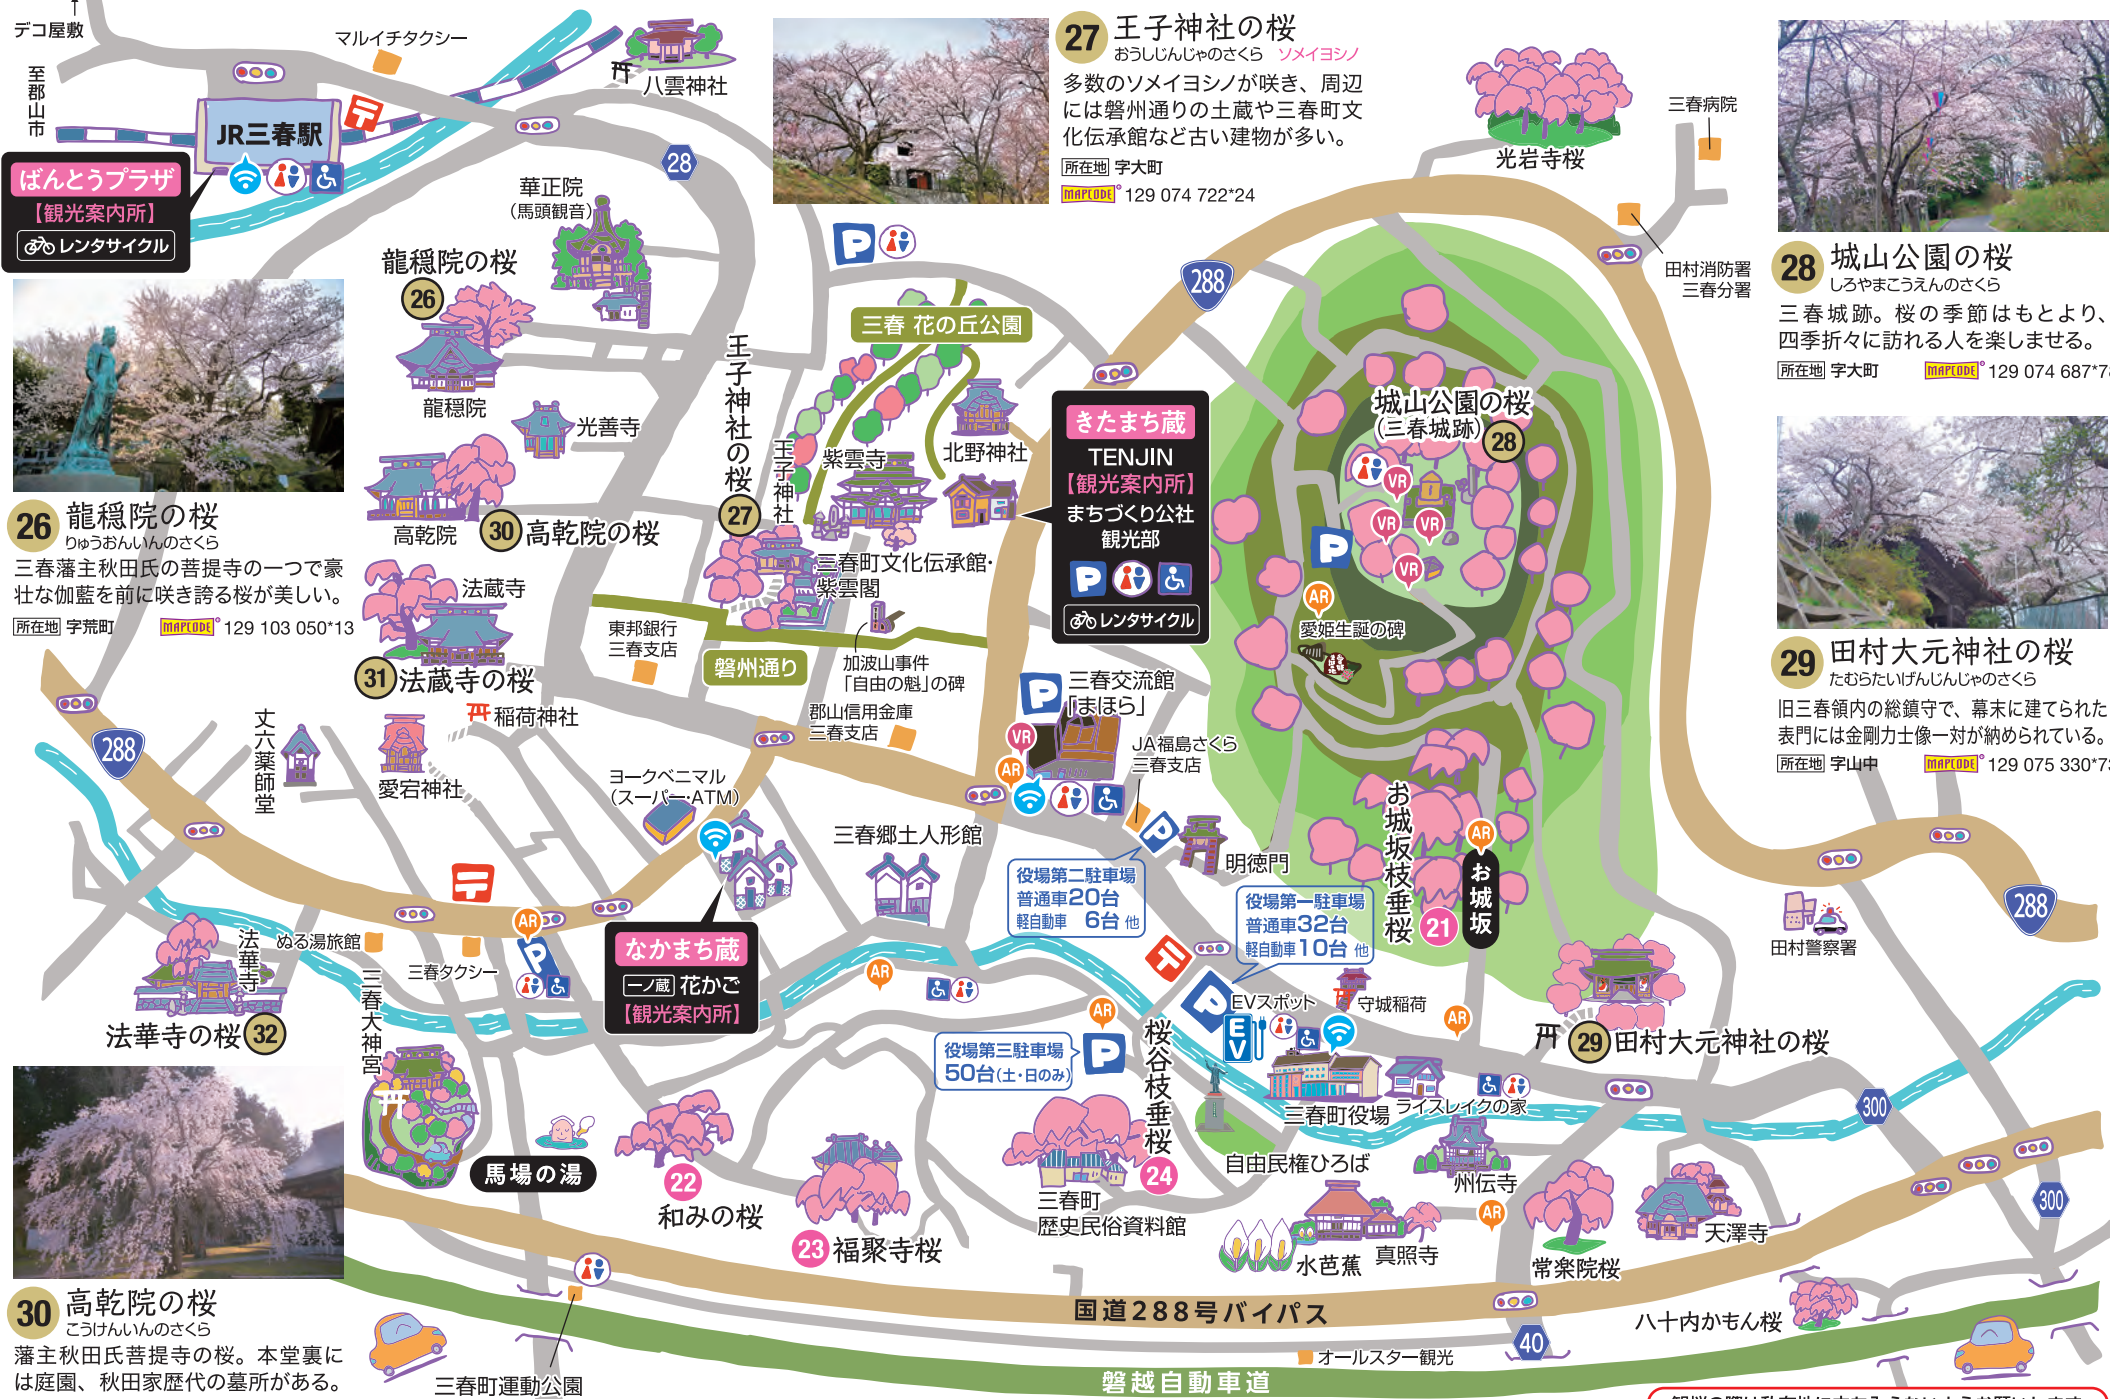 デコ屋敷
至郡山市
マルイチタクシー
八雲神社
JR三春駅
ばんとうプラザ
【観光案内所】
レンタサイクル
28
27
王子神社の桜
おうしじんじゃのさくら ソメイヨシノ
多数のソメイヨシノが咲き、周辺
には磐州通りの土蔵や三春町文
化伝承館など古い建物が多い。
所在地 字大町
MAPCODE 129 074 722*24
光岩寺桜
三春病院
田村消防署
三春分署
28
城山公園の桜
しろやまこうえんのさくら
三春城跡。桜の季節はもとより、
四季折々に訪れる人を楽しませる。
所在地 字大町
MAPCODE 129 074 687*7
華正院
(馬頭観音)
龍穏院の桜
26
龍穏院
光善寺
高乾院
30
高乾院の桜
法蔵寺
31
法蔵寺の桜
稲荷神社
愛宕神社
丈六薬師堂
26
龍穏院の桜
りゅうおんいんのさくら
三春藩主秋田氏の菩提寺の一つで豪
壮な伽藍を前に咲き誇る桜が美しい。
所在地 字荒町
MAPCODE 129 103 050*13
P
288
三春 花の丘公園
王子神社の桜
27
王子神社
紫雲寺
北野神社
三春町文化伝承館・
紫雲閣
きたまち蔵
TENJIN
【観光案内所】
まちづくり公社
観光部
P
レンタサイクル
東邦銀行
三春支店
磐州通り
加波山事件
「自由の魁」の碑
郡山信用金庫
三春支店
城山公園の桜
(三春城跡)
28
VR
VR
VR
VR
P
AR
愛姫生誕の碑
29
田村大元神社の桜
たむらたいげんじんじゃのさくら
旧三春領内の総鎮守で、幕末に建てられた
表門には金剛力士像一対が納められている。
所在地 字山中
MAPCODE 129 075 330*7
P
三春交流館
「まほら」
VR
AR
JA福島さくら
三春支店
288
ヨークベニマル
(スーパー・ATM)
三春郷土人形館
P
明徳門
役場第二駐車場
普通車20台
軽自動車 6台 他
役場第一駐車場
普通車32台
軽自動車10台 他
お城坂枝垂桜
21
AR
お城坂
288
田村警察署
なかまち蔵
一ノ蔵 花かご
【観光案内所】
AR
P
ぬる湯旅館
三春タクシー
法華寺
法華寺の桜
32
三春大神宮
AR
AR
役場第三駐車場
50台(土・日のみ)
P
桜谷枝垂桜
24
P
EVスポット
EV
守城稲荷
AR
29
田村大元神社の桜
三春町役場
ライスレイクの家
自由民権ひろば
州伝寺
300
300
馬場の湯
22
和みの桜
23
福聚寺桜
三春町
歴史民俗資料館
水芭蕉
真照寺
AR
常楽院桜
天澤寺
30
高乾院の桜
こうけんいんのさくら
藩主秋田氏菩提寺の桜。本堂裏に
は庭園、秋田家歴代の墓所がある。
三春町運動公園
国道288号バイパス
40
オールスター観光
八十内かもん桜
磐越自動車道